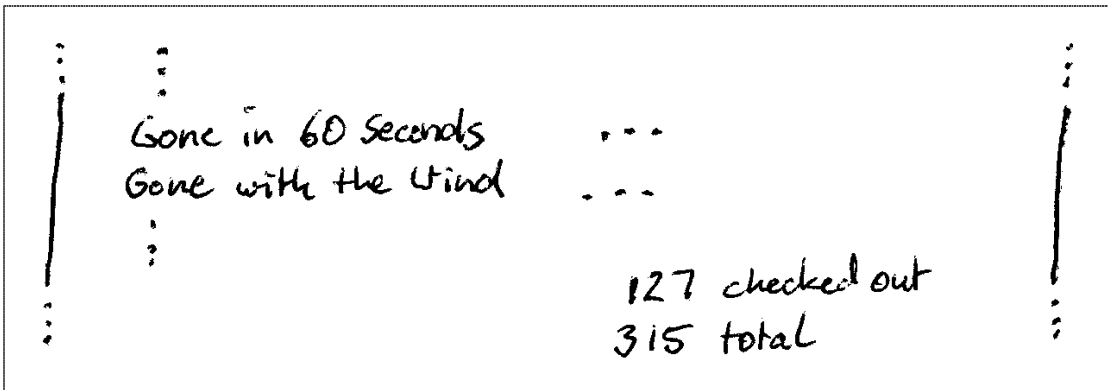 Gone in 60 Seconds ...
Gone with the Wind ...
127 checked out
315 total